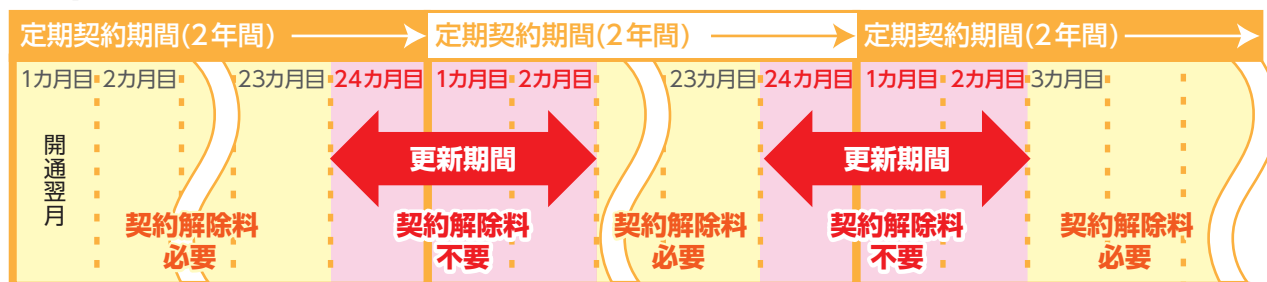 定期契約期間(2年間) 定期契約期間(2年間) 定期契約期間(2年間)
1カ月目 2カ月目 23カ月目 24カ月目 1カ月目 2カ月目 23カ月目 24カ月目 1カ月目 2カ月目 3カ月目
開通翌月
更新期間 更新期間
契約解除料 契約解除料 契約解除料 契約解除料 契約解除料
必要 不要 必要 不要 必要